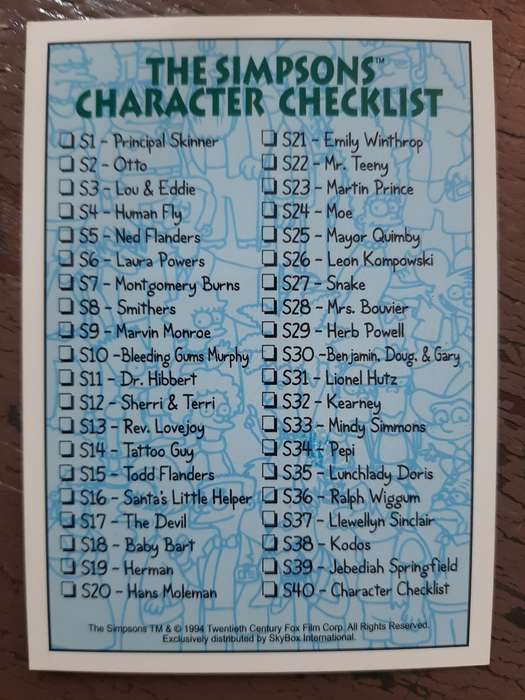 THE SIMPSONS™
CHARACTER CHECKLIST
S1 - Principal Skinner
S2 - Otto
S3 - Lou & Eddie
S4 - Human Fly
S5 - Ned Flanders
S6 - Laura Powers
S7 - Montgomery Burns
S8 - Smithers
S9 - Marvin Monroe
S10 - Bleeding Gums Murphy
S11 - Dr. Hibbert
S12 - Sherri & Terri
S13 - Rev. Lovejoy
S14 - Tattoo Guy
S15 - Todd Flanders
S16 - Santa's Little Helper
S17 - The Devil
S18 - Baby Bart
S19 - Herman
S20 - Hans Moleman
S21 - Emily Winthrop
S22 - Mr. Teeny
S23 - Martin Prince
S24 - Moe
S25 - Mayor Quimby
S26 - Leon Kompowski
S27 - Snake
S28 - Mrs. Bouvier
S29 - Herb Powell
S30 - Benjamin, Doug, & Gary
S31 - Lionel Hutz
S32 - Kearney
S33 - Mindy Simmons
S34 - Pepi
S35 - Lunchlady Doris
S36 - Ralph Wiggum
S37 - Llewellyn Sinclair
S38 - Kodos
S39 - Jebediah Springfield
S40 - Character Checklist
The Simpsons TM & © 1994 Twentieth Century Fox Film Corp. All Rights Reserved.
Exclusively distributed by SkyBox International.